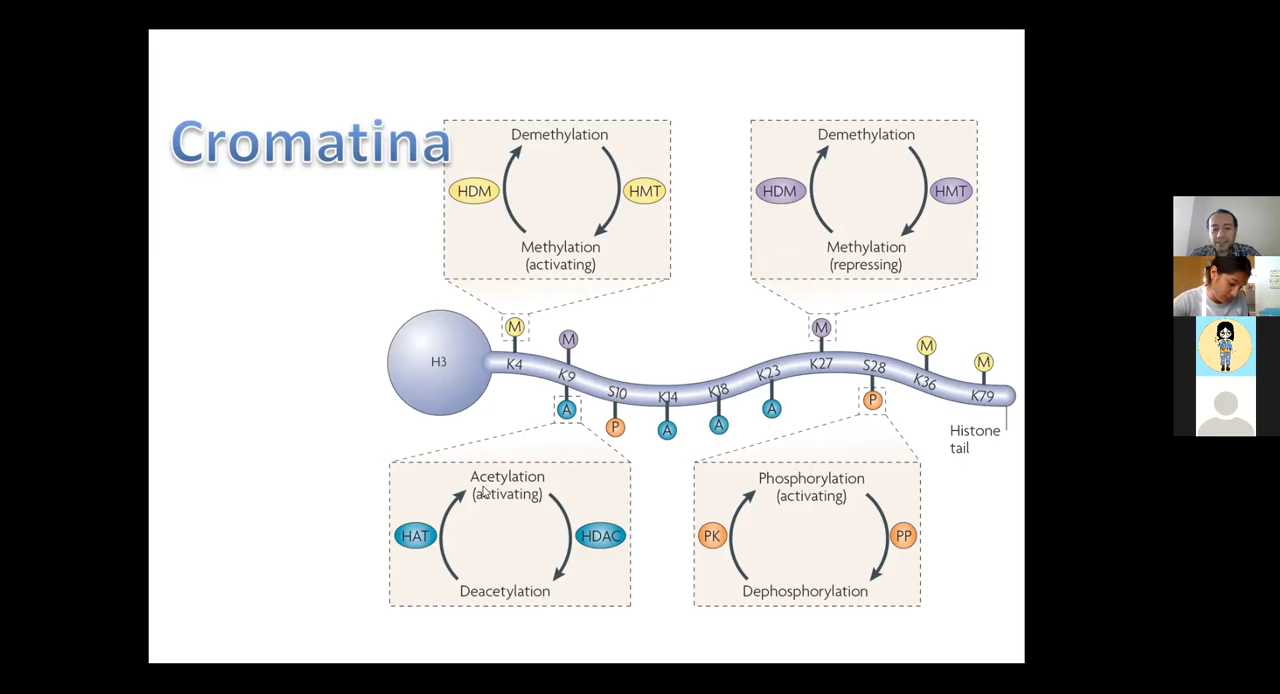 Cromatina
Demethylation
HDM
HMT
Methylation
(activating)
Demethylation
HDM
HMT
Methylation
(repressing)
M
M
M
M
M
H3
K4
K9
S10
K14
K18
K23
K27
S28
K36
K79
A
P
A
A
A
P
Histone
tail
Acetylation
(activating)
HAT
HDAC
Deacetylation
Phosphorylation
(activating)
PK
PP
Dephosphorylation